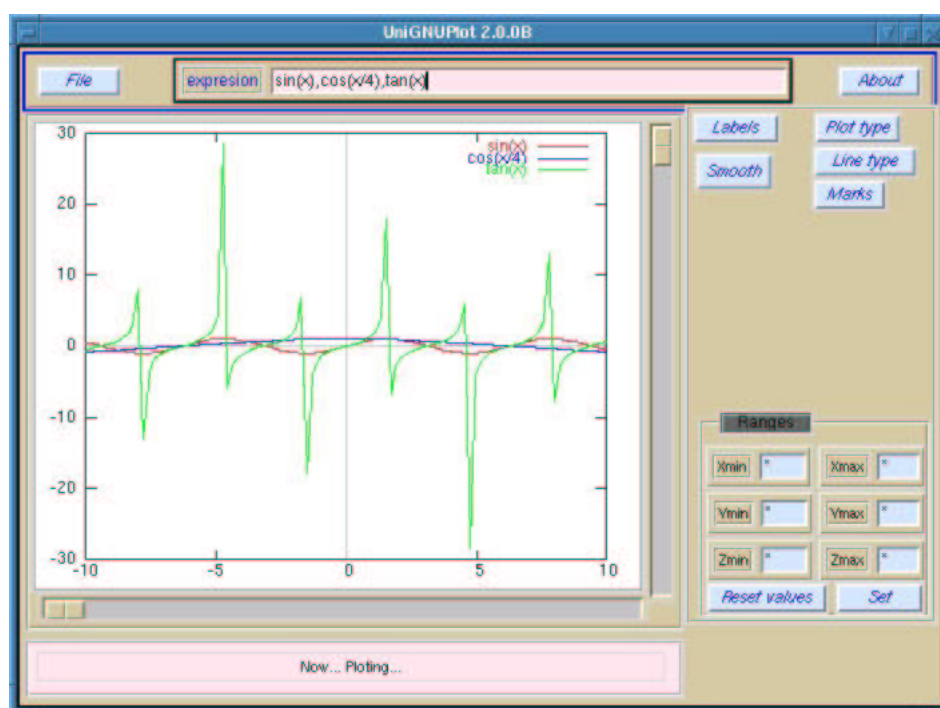 UniGNUPlot 2.0.0B
File
expresion sin(x),cos(x/4),tan(x)
About
Labels
Plot type
Smooth
Line type
Marks
30
20
10
0
-10
-20
-30
-10 -5 0 5 10
sin(x)
cos(x/4)
tan(x)
Ranges
Xmin * Xmax *
Ymin * Ymax *
Zmin * Zmax *
Reset values Set
Now... Ploting...